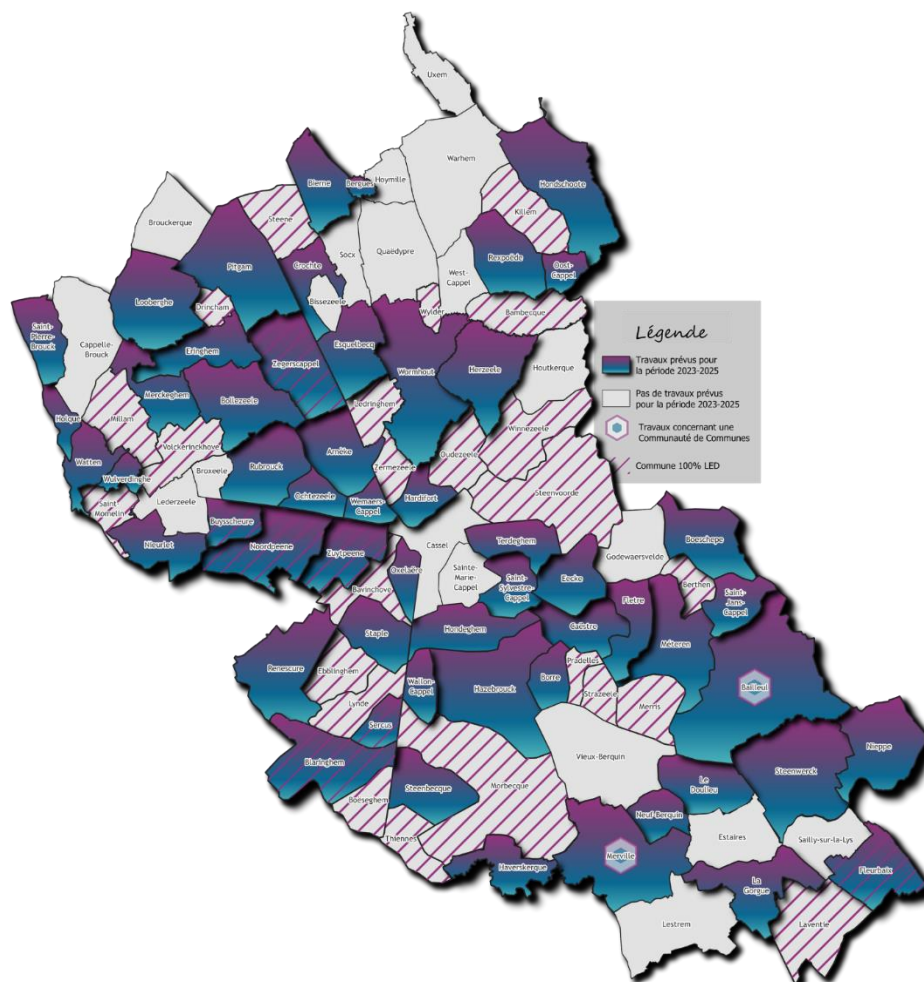 Uxem
Warhem
Hoymille
Bierne
Bergues
Hondschoote
Killem
Brouckerque
Steene
Socx
Quaëdypre
Pitgam
Crochte
Rexpoëde
West-
Cappel
Oost-
Cappel
Bissezeele
Looberghe
Drincham
Wylder
Bambecque
Saint-
Pierre-
Brouck
Cappelle-
Brouck
Eringhem
Zegerscappel
Esquelbecq
Wormhout
Herzeele
Houtkerque
Légende
Travaux prévus pour
la période 2023-2025
Pas de travaux prévus
pour la période 2023-2025
Travaux concernant une
Communauté de Communes
Commune 100% LED
Merckeghem
Bollezeele
Ledringhem
Holque
Millam
Winnezeele
Volckerinckhove
Oudezeele
Watten
Broxeele
Rubrouck
Arnèke
Zermezeele
Wulverdinghe
Steenvoorde
Lederzeele
Ochtezeele
Wemaers-
Cappel
Hardifort
Saint
Momelin
Buysscheure
Nieurlet
Noordpeene
Zuytpeene
Cassel
Terdeghem
Godewaersvelde
Boeschepe
Oxelaëre
Sainte-
Marie-
Cappel
Saint-
Sylvestre-
Cappel
Eecke
Berthen
Bavinchove
Flêtre
Saint-
Jans-
Cappel
Staple
Hondeghem
Caëstre
Méteren
Renescure
Ebblinghem
Wallon-
Cappel
Hazebrouck
Borre
Pradelles
Bailleul
Lynde
Strazeele
Merris
Sercus
Blaringhem
Vieux-Berquin
Nieppe
Steenbecque
Morbecque
Le
Doulieu
Steenwerck
Boeseghem
Neuf-Berquin
Estaires
Sailly-sur-la-Lys
Thiennes
Merville
Haverskerque
La
Gorgue
Fleurbaix
Lestrem
Laventie